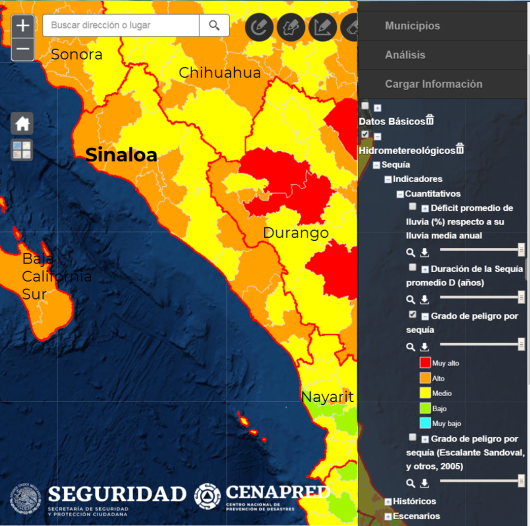 +
Buscar dirección o lugar
−
Sonora
Chihuahua
Sinaloa
Durango
Baja
California
Sur
Nayarit
SEGURIDAD
SECRETARÍA DE SEGURIDAD
Y PROTECCIÓN CIUDADANA
CENAPRED
CENTRO NACIONAL DE
PREVENCIÓN DE DESASTRES
Municipios
Análisis
Cargar Información
Datos Básicos
Hidrometereológicos
Sequía
Indicadores
Cuantitativos
Déficit promedio de
lluvia (%) respecto a su
lluvia media anual
Duración de la Sequía
promedio D (años)
Grado de peligro por
sequía
Muy alto
Alto
Medio
Bajo
Muy bajo
Grado de peligro por
sequía (Escalante Sandoval,
y otros, 2005)
Históricos
Escenarios